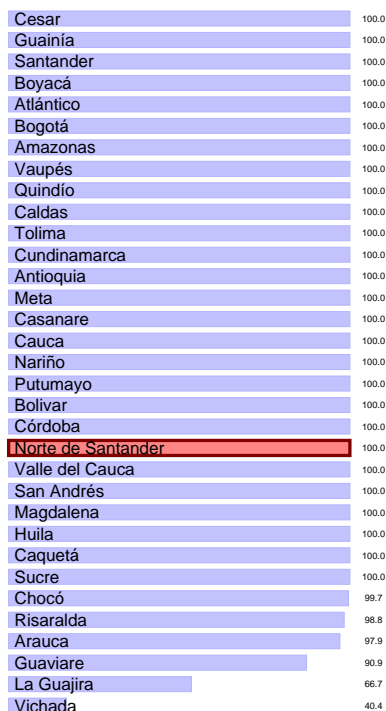 Cesar 100.0
Guainía 100.0
Santander 100.0
Boyacá 100.0
Atlántico 100.0
Bogotá 100.0
Amazonas 100.0
Vaupés 100.0
Quindío 100.0
Caldas 100.0
Tolima 100.0
Cundinamarca 100.0
Antioquia 100.0
Meta 100.0
Casanare 100.0
Cauca 100.0
Nariño 100.0
Putumayo 100.0
Bolivar 100.0
Córdoba 100.0
Norte de Santander 100.0
Valle del Cauca 100.0
San Andrés 100.0
Magdalena 100.0
Huila 100.0
Caquetá 100.0
Sucre 100.0
Chocó 99.7
Risaralda 98.8
Arauca 97.9
Guaviare 90.9
La Guajira 66.7
Vichada 40.4